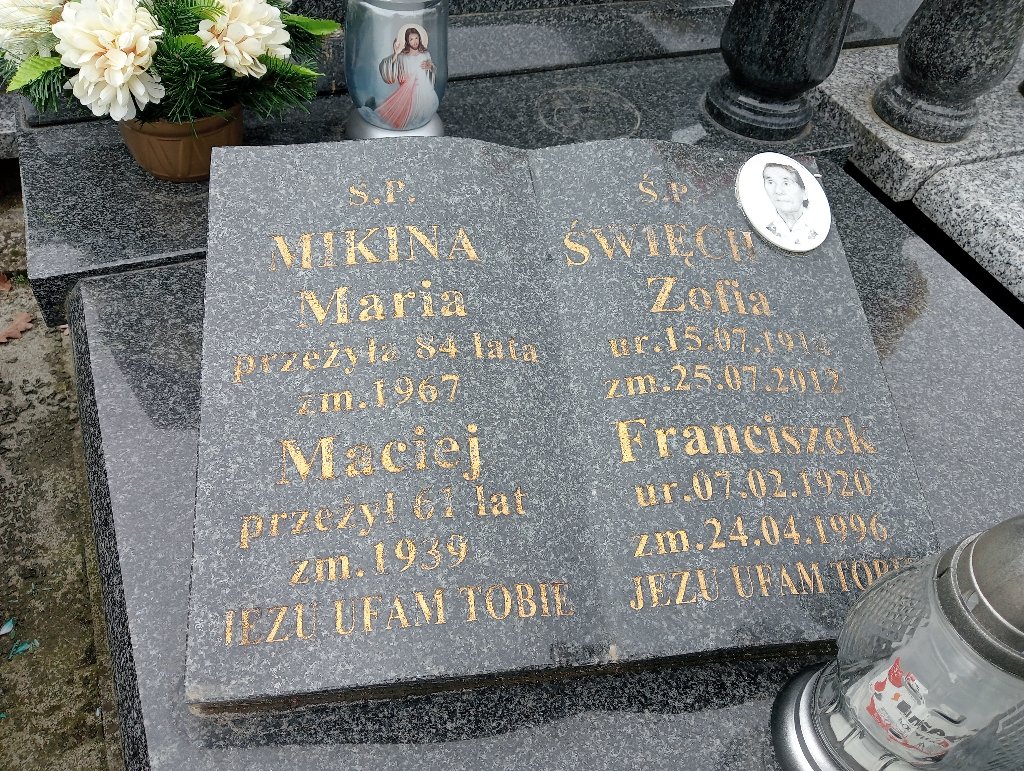 Ś.P.
MIKINA
Maria
przeżyła 84 lata
zm.1967
Maciej
przeżył 61 lat
zm.1939
JEZU UFAM TOBIE
Ś.P.
ŚWIĘCH
Zofia
ur.15.07.1914
zm.25.07.2012
Franciszek
ur.07.02.1920
zm.24.04.1996
JEZU UFAM TOBIE